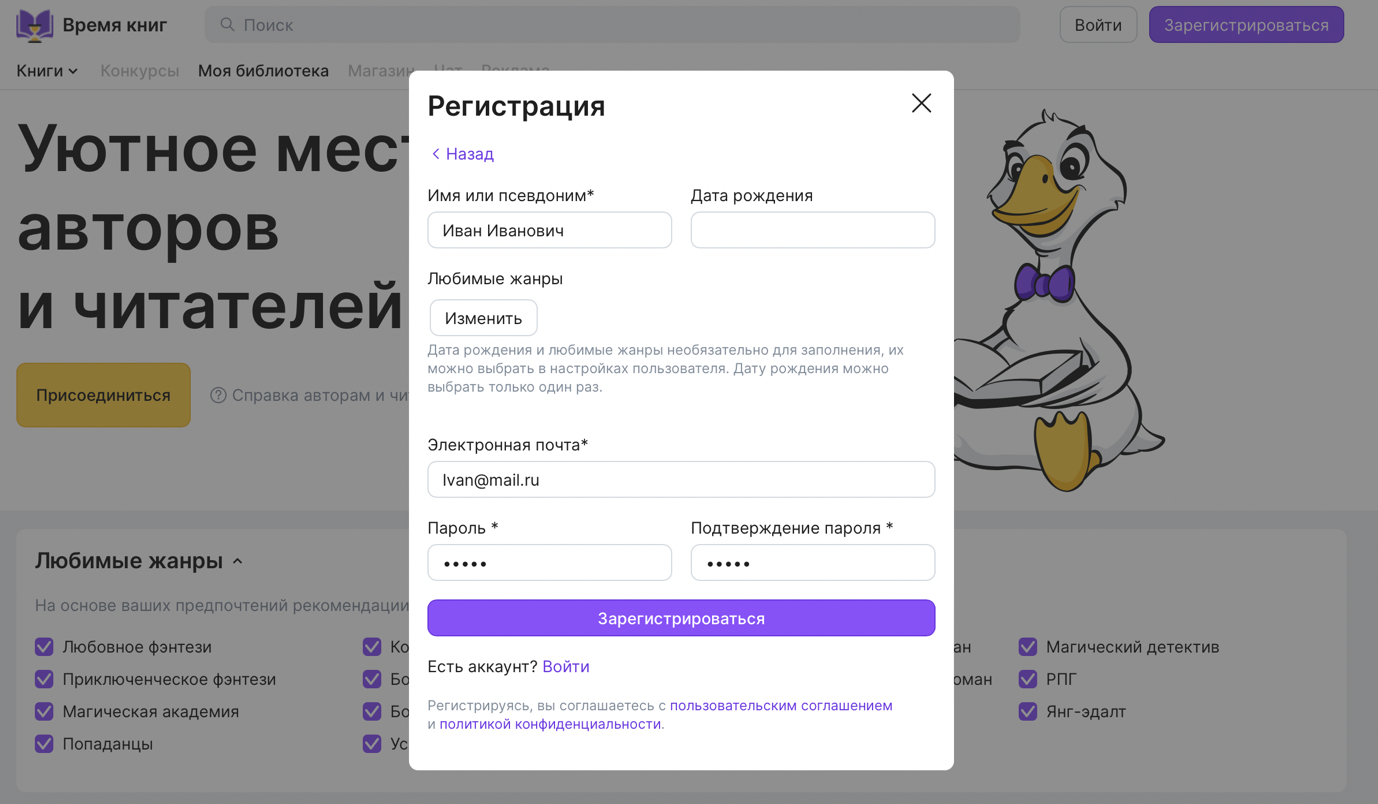 Время книг
Поиск
Войти
Зарегистрироваться
Книги
Конкурсы
Моя библиотека
Магазин
Чат
Реклама
Уютное мест
авторов
и читателей
Присоединиться
Справка авторам и чит
Регистрация
Назад
Имя или псевдоним*
Дата рождения
Иван Иванович
Любимые жанры
Изменить
Дата рождения и любимые жанры необязательно для заполнения, их
можно выбрать в настройках пользователя. Дату рождения можно
выбрать только один раз.
Электронная почта*
Ivan@mail.ru
Пароль *
Подтверждение пароля *
•••••
•••••
Зарегистрироваться
Есть аккаунт? Войти
Регистрируясь, вы соглашаетесь с пользовательским соглашением
и политикой конфиденциальности.
Любимые жанры
На основе ваших предпочтений рекомендации
Любовное фэнтези
Приключенческое фэнтези
Магическая академия
Попаданцы
Ко
Бо
Бо
Ус
ан
оман
Магический детектив
РПГ
Янг-эдалт